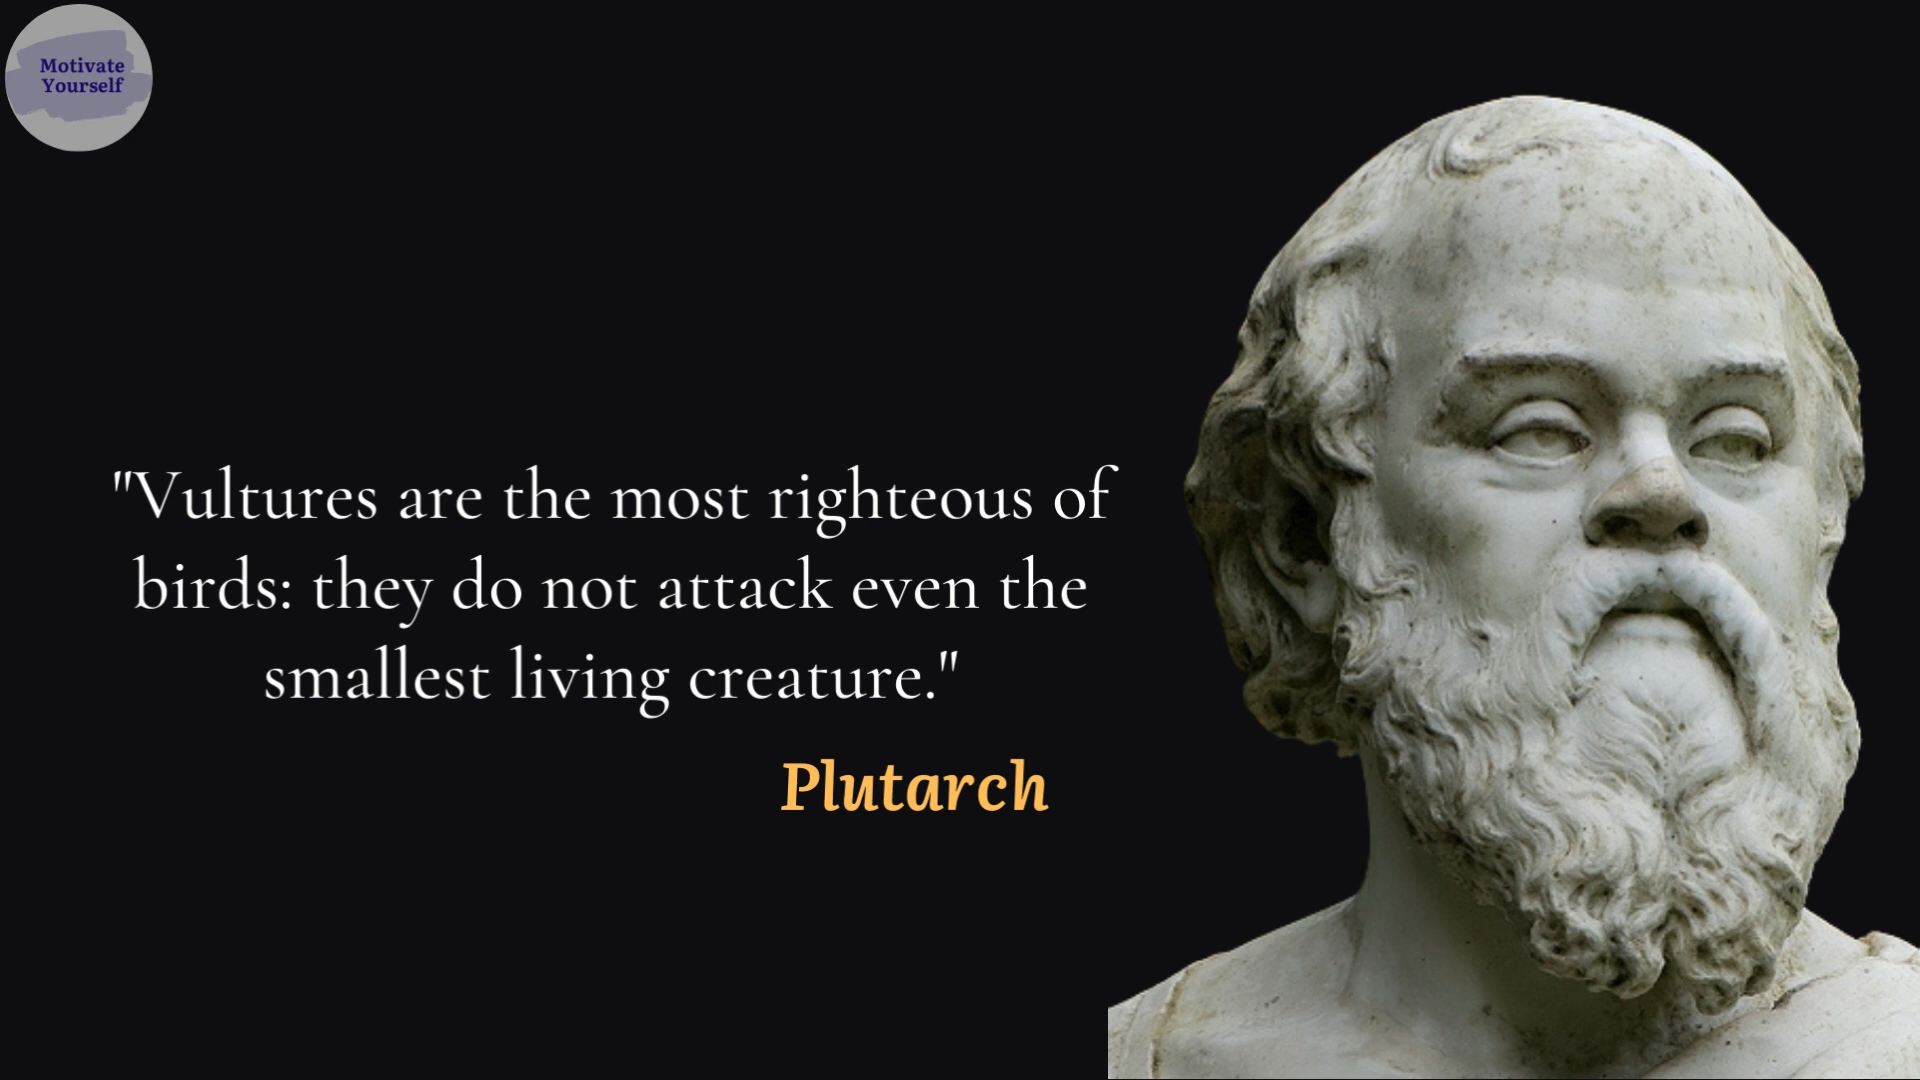 Motivate
Yourself
"Vultures are the most righteous of
birds: they do not attack even the
smallest living creature."
Plutarch